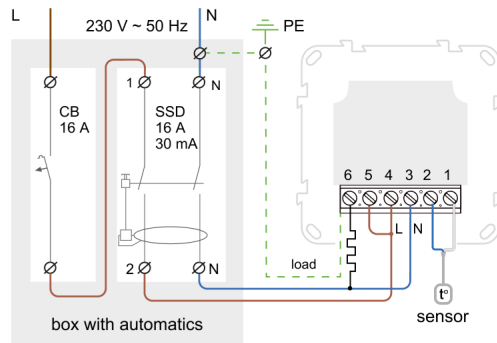 L
N
230 V ~ 50 Hz
PE
1
N
CB
16 A
SSD
16 A
30 mA
6 5 4 3 2 1
L N
load
2
N
t°
sensor
box with automatics